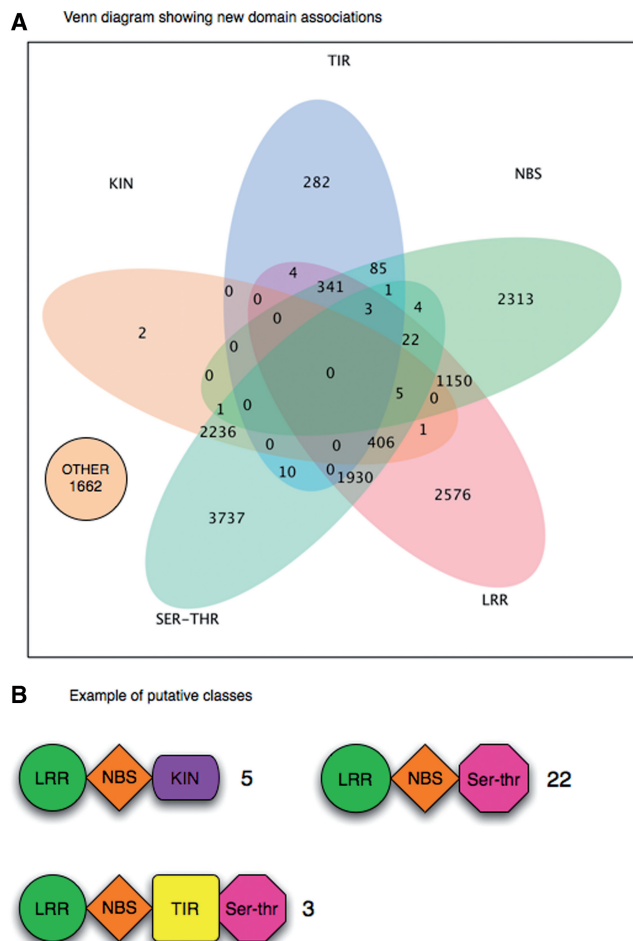 A Venn diagram showing new domain associations
TIR
KIN
NBS
282
4
85
0
0
341
1
2313
3
4
0
2
22
0
0
0
1150
5
0
1
0
2236
1
0
0
406
OTHER
1662
10
0
1930
2576
3737
SER-THR
LRR
B Example of putative classes
LRR NBS KIN 5
LRR NBS Ser-thr 22
LRR NBS TIR Ser-thr 3